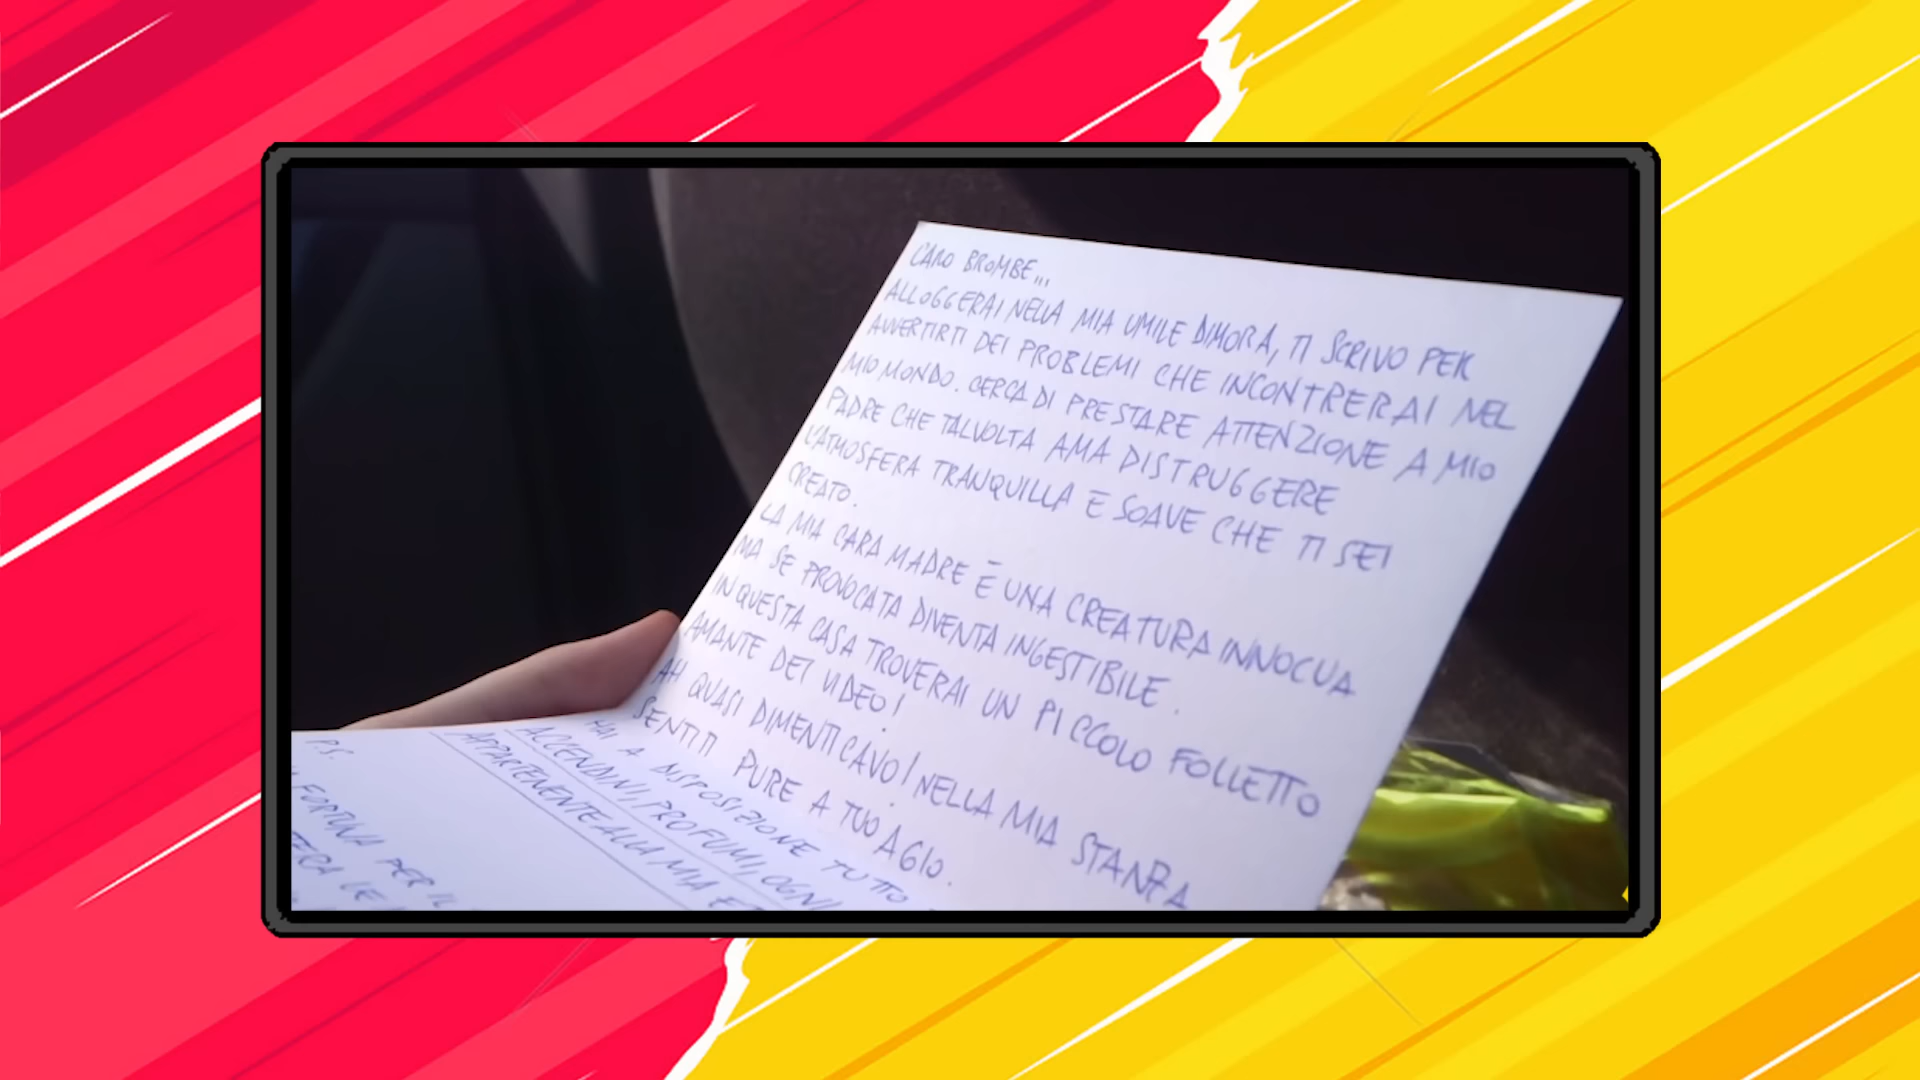 CARO BROMBE...
ALLOGGERAI NELLA MIA UMILE DIMORA, TI SCRIVO PER
AVVERTIRTI DEI PROBLEMI CHE INCONTRERAI NEL
MIO MONDO. CERCA DI PRESTARE ATTENZIONE A MIO
PADRE CHE TALVOLTA AMA DISTRUGGERE
L'ATMOSFERA TRANQUILLA E SOAVE CHE TI SEI
CREATO.
LA MIA CARA MADRE È UNA CREATURA INNOCUA
MA SE PROVOCATA DIVENTA INGESTIBILE.
IN QUESTA CASA TROVERAI UN PICCOLO FOLLETTO
AMANTE DEI VIDEO!
AH QUASI DIMENTICAVO! NELLA MIA STANZA
SENTITI PURE A TUO AGIO.
HAI A DISPOSIZIONE TUTTO
ACCENDINI, PROFUMI, OGNI
APPARTENENTE ALLA MIA
P.S.
FORTUNA PER IL